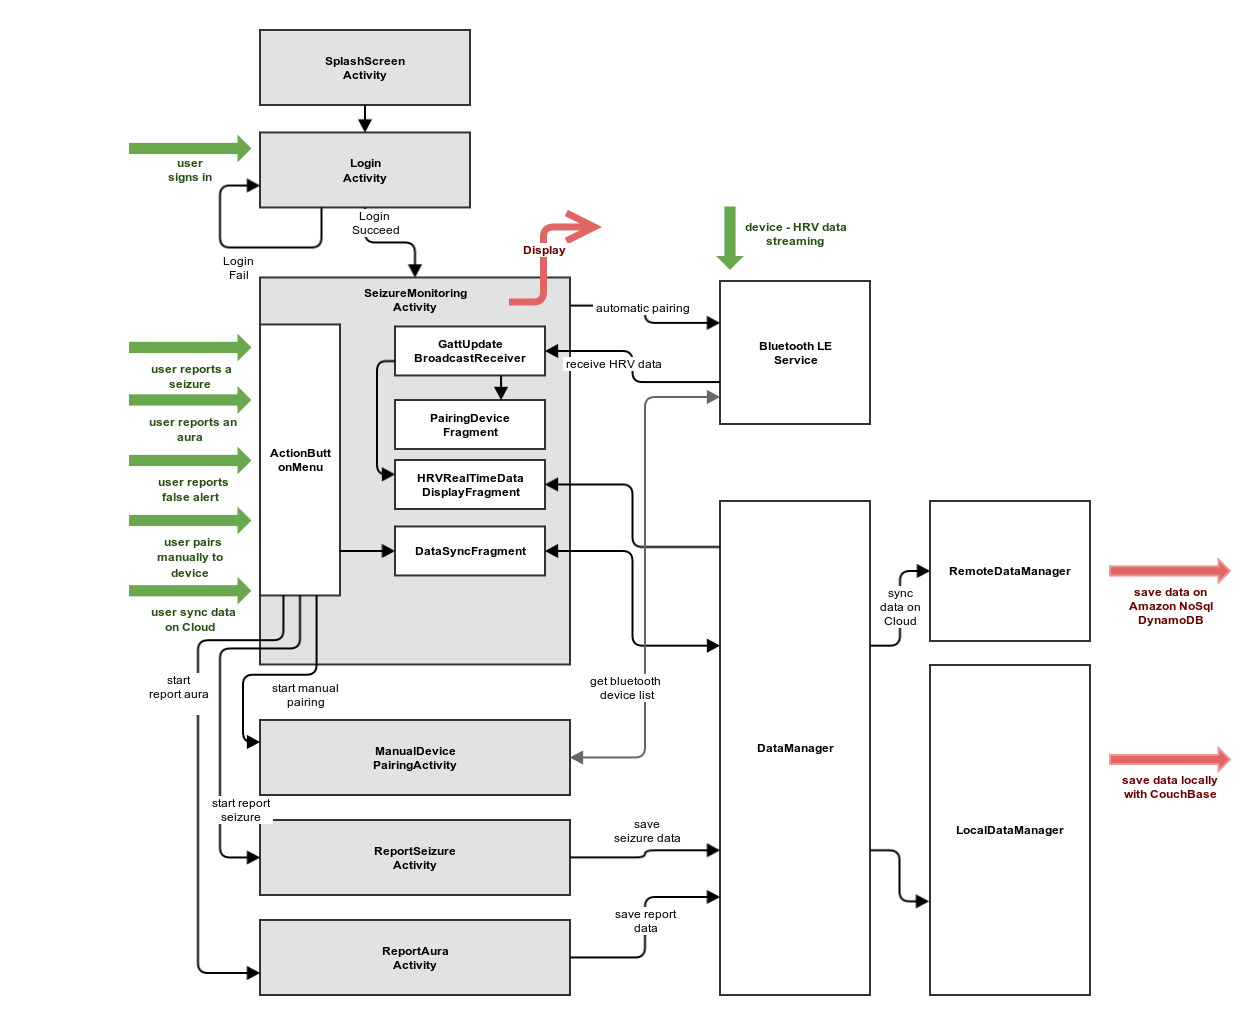 SplashScreen
Activity
Login
Activity
user
signs in
Login
Succeed
Login
Fail
Display
device - HRV data
streaming
SeizureMonitoring
Activity
automatic pairing
GattUpdate
BroadcastReceiver
receive HRV data
Bluetooth LE
Service
user reports a
seizure
user reports an
aura
user reports
false alert
user pairs
manually to
device
user sync data
on Cloud
ActionButt
onMenu
PairingDevice
Fragment
HRVRealTimeData
DisplayFragment
DataSyncFragment
start
report aura
start manual
pairing
get bluetooth
device list
ManualDevice
PairingActivity
start report
seizure
ReportSeizure
Activity
save
seizure data
ReportAura
Activity
save report
data
DataManager
sync
data on
Cloud
RemoteDataManager
save data on
Amazon NoSql
DynamoDB
LocalDataManager
save data locally
with CouchBase